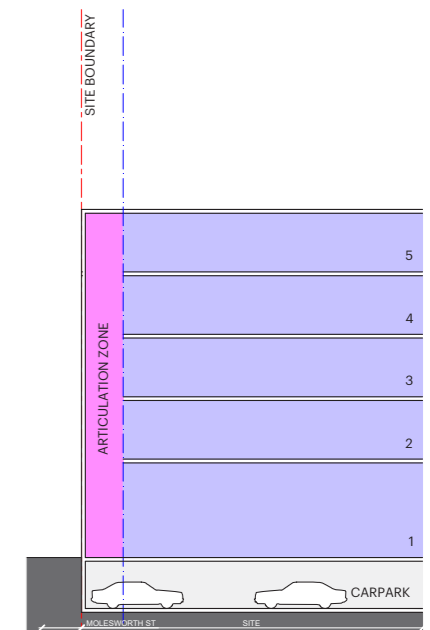 SITE BOUNDARY
5
4
ARTICULATION ZONE
3
2
1
CARPARK
MOLESWORTH ST
SITE